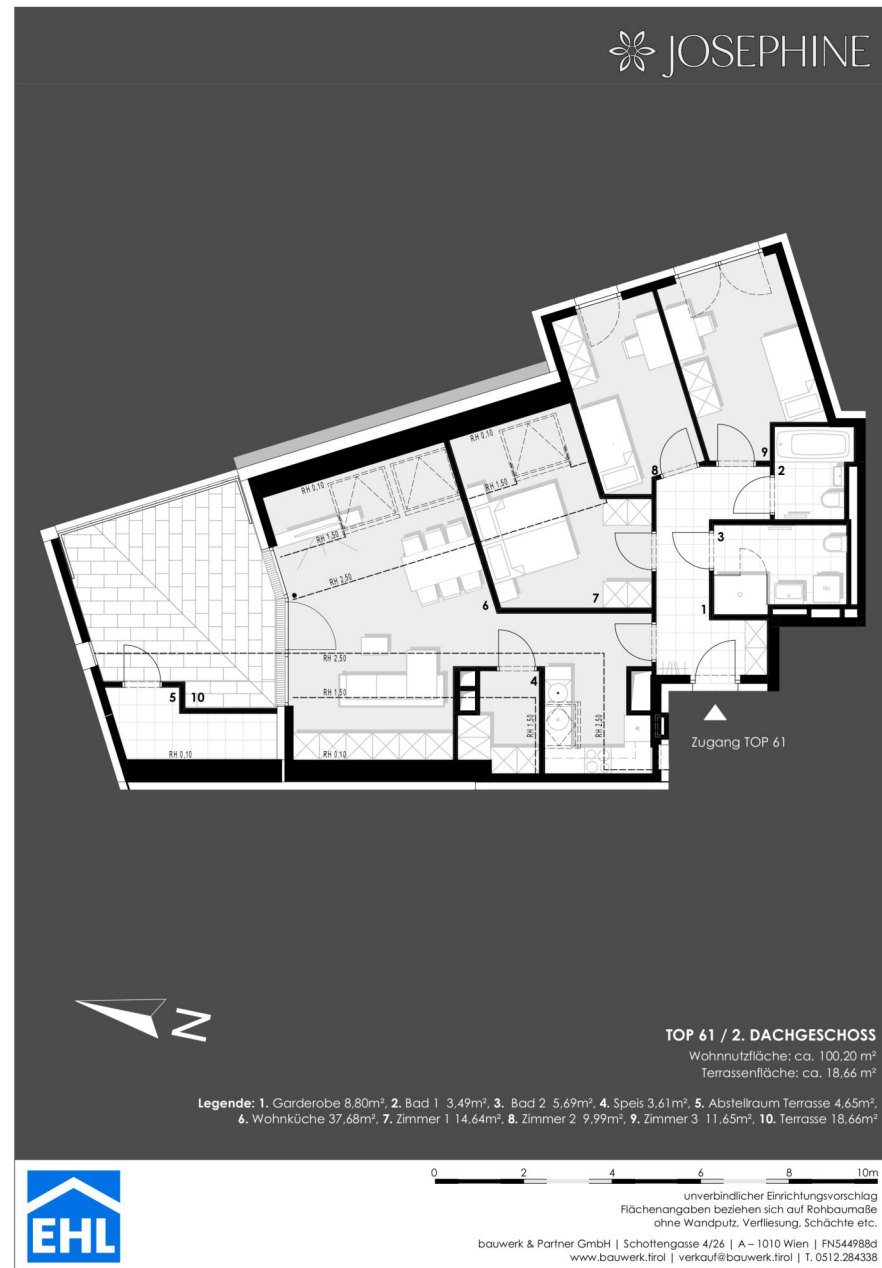 JOSEPHINE
RH 0,10
RH 0,10
RH 1,50
RH 1,50
RH 2,50
8
9
2
3
7
6
1
RH 2,50
4
5
10
RH 1,50
RH 1,50
RH 2,50
RH 0,10
RH 0,10
Zugang TOP 61
N
TOP 61 / 2. DACHGESCHOSS
Wohnnutzfläche: ca. 100,20 m²
Terrassenfläche: ca. 18,66 m²
Legende: 1. Garderobe 8,80m², 2. Bad 1 3,49m², 3. Bad 2 5,69m², 4. Speis 3,61m², 5. Abstellraum Terrasse 4,65m²,
6. Wohnküche 37,68m², 7. Zimmer 1 14,64m², 8. Zimmer 2 9,99m², 9. Zimmer 3 11,65m², 10. Terrasse 18,66m²
0 2 4 6 8 10m
unverbindlicher Einrichtungsvorschlag
Flächenangaben beziehen sich auf Rohbaumaße
ohne Wandputz, Verfliesung, Schächte etc.
EHL
bauwerk & Partner GmbH | Schottengasse 4/26 | A – 1010 Wien | FN544988d
www.bauwerk.tirol | verkauf@bauwerk.tirol | T. 0512.284338